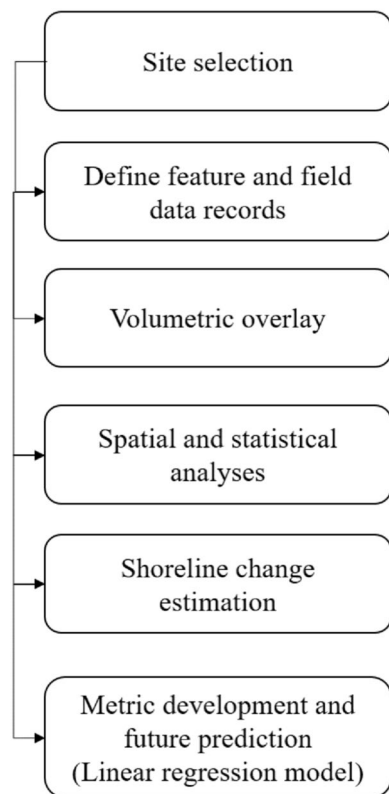 Site selection
Define feature and field
data records
Volumetric overlay
Spatial and statistical
analyses
Shoreline change
estimation
Metric development and
future prediction
(Linear regression model)